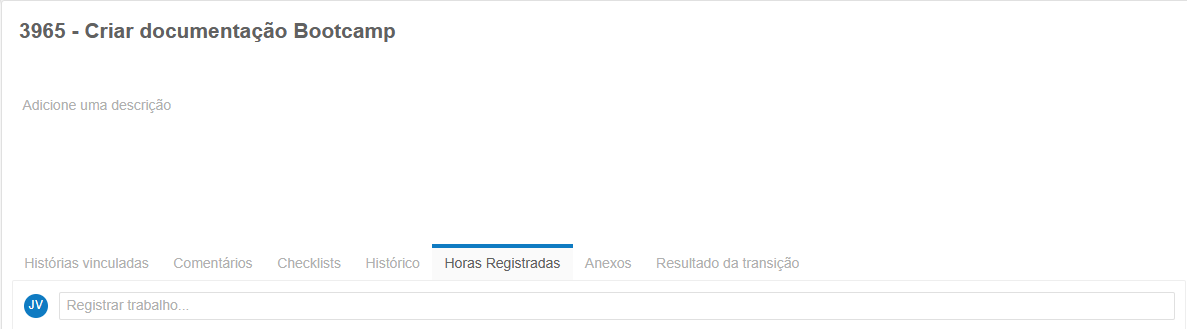 3965 - Criar documentação Bootcamp
Adicione uma descrição
Histórias vinculadas Comentários Checklists Histórico Horas Registradas Anexos Resultado da transição
JV Registrar trabalho...